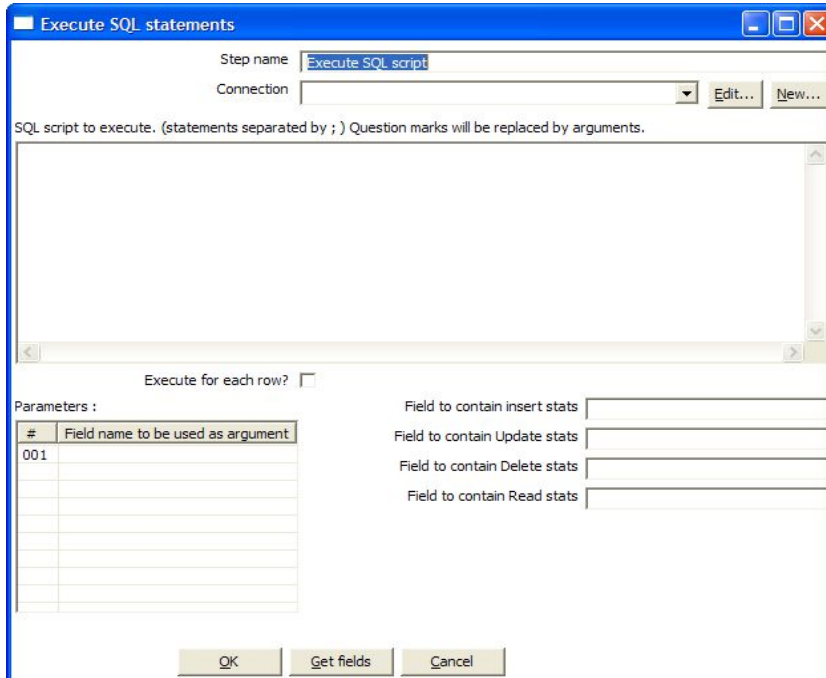 Execute SQL statements
Step name Execute SQL script
Connection Edit... New...
SQL script to execute. (statements separated by ; ) Question marks will be replaced by arguments.
Execute for each row?
Parameters :
# Field name to be used as argument
001
Field to contain insert stats
Field to contain Update stats
Field to contain Delete stats
Field to contain Read stats
OK Get fields Cancel